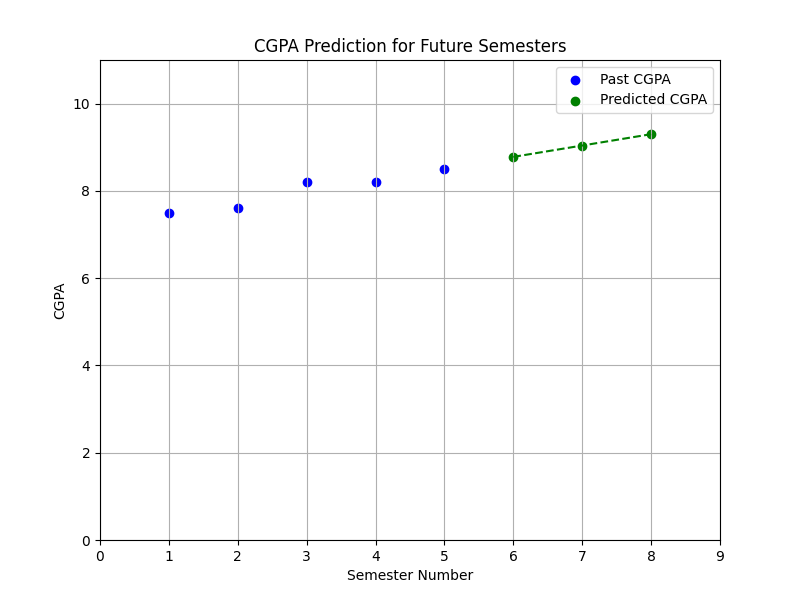 CGPA Prediction for Future Semesters
Past CGPA
Predicted CGPA
10
8
6
4
2
0
CGPA
0 1 2 3 4 5 6 7 8 9
Semester Number